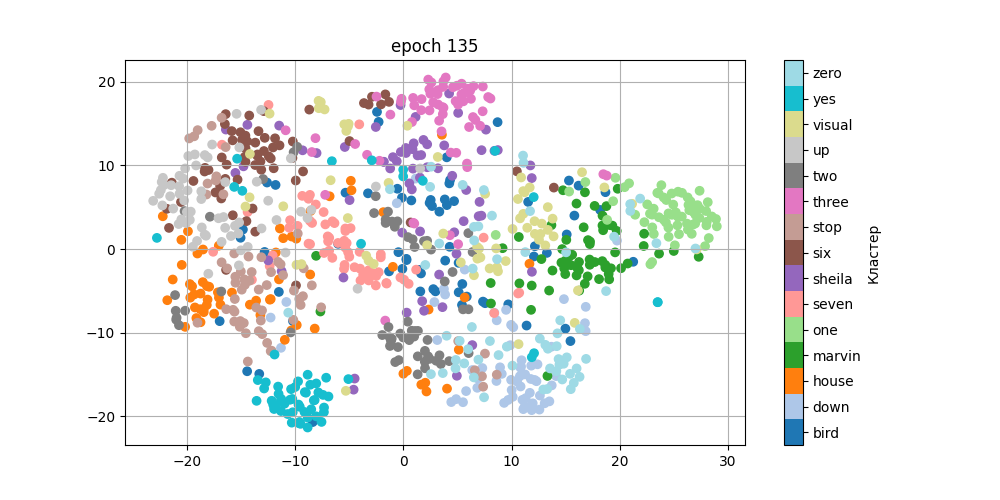 epoch 135
20
10
0
−10
−20
−20
−10
0
10
20
30
zero
yes
visual
up
two
three
stop
six
sheila
seven
one
marvin
house
down
bird
Кластер